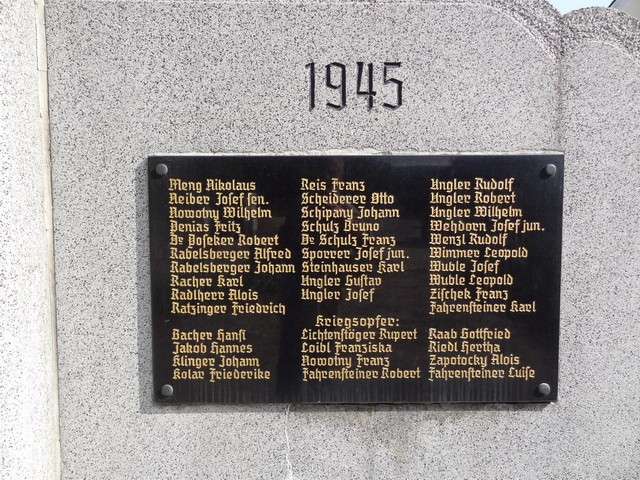 1945
Meng Nikolaus
Neiber Josef sen.
Nowotny Wilhelm
Penias Fritz
Dr Poseker Robert
Rabelsberger Alfred
Rabelsberger Johann
Racher Karl
Radlherr Alois
Ratzinger Friedrich
Reis Franz
Scheiderer Otto
Schipany Johann
Schulz Bruno
Dr Schulz Franz
Sporrer Josef jun.
Steinhauser Karl
Ungler Gustav
Ungler Josef
Ungler Rudolf
Ungler Robert
Ungler Wilhelm
Wehdorn Josef jun.
Wenzl Rudolf
Wimmer Leopold
Wuble Josef
Wuble Leopold
Zischek Franz
Fahrensteiner Karl
Kriegsopfer:
Bacher Hansl
Jakob Hannes
Klinger Johann
Kolar Friederike
Lichtenstöger Rupert
Loibl Franziska
Nowotny Franz
Fahrensteiner Robert
Raab Gottfried
Riedl Hertha
Zapotocky Alois
Fahrensteiner Luise